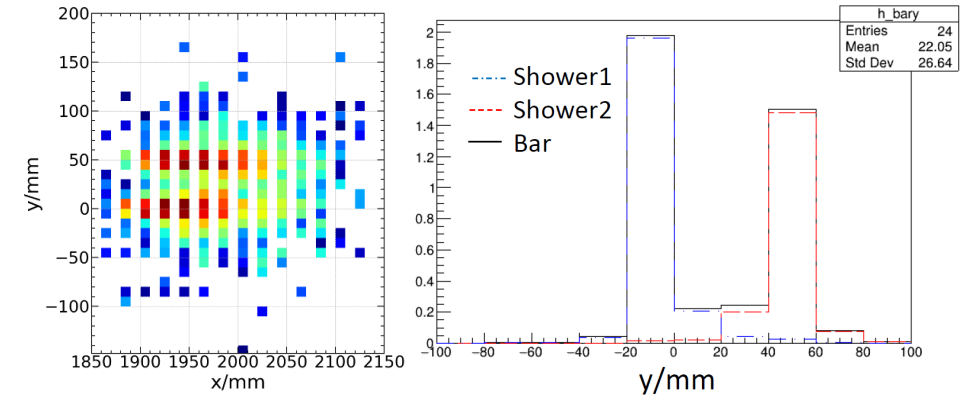 200
150
100
50
0
−50
−100
y/mm
1850 1900 1950 2000 2050 2100 2150
x/mm
h_bary
Entries 24
Mean 22.05
Std Dev 26.64
Shower1
Shower2
Bar
2
1.8
1.6
1.4
1.2
1
0.8
0.6
0.4
0.2
0
−100 −80 −60 −40 −20 0 20 40 60 80 100
y/mm